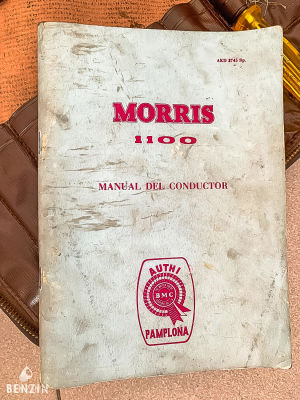 AKD 3745 Sp.
MORRIS
1100
MANUAL DEL CONDUCTOR
AUTHI
BMC
PAMPLONA
BENZIN